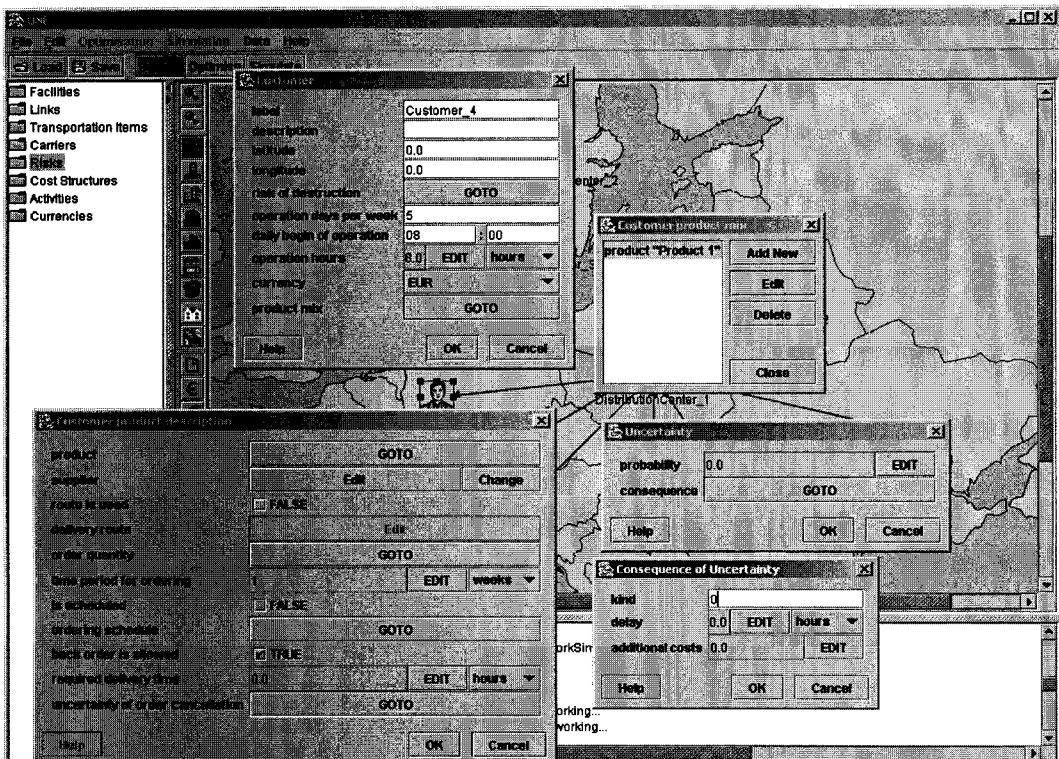 File Edit Optimisation Simulation Data Help
Load Save Optimize
Facilities
Links
Transportation Items
Carriers
Risks
Cost Structures
Activities
Currencies
Customer
label Customer_4
description
latitude 0.0
longitude 0.0
risk of destruction GOTO
operation days per week 5
daily begin of operation 08 : 00
operation hours 8.0 EDIT hours
currency EUR
product mix GOTO
Help OK Cancel
Customer product mix
product "Product 1" Add New
Edit
Delete
Close
DistributionCenter_1
Customer product description
product GOTO
supplier Edit Change
route is used FALSE
delivery route Edit
order quantity GOTO
time period for ordering 1 EDIT weeks
is scheduled FALSE
ordering schedule GOTO
back order is allowed TRUE
required delivery time 0.0 EDIT hours
uncertainty of order cancellation GOTO
Help OK Cancel
Uncertainty
probability 0.0 EDIT
consequence GOTO
Help OK Cancel
Consequence of Uncertainty
kind 0
delay 0.0 EDIT hours
additional costs 0.0 EDIT
Help OK Cancel
orking...
working...